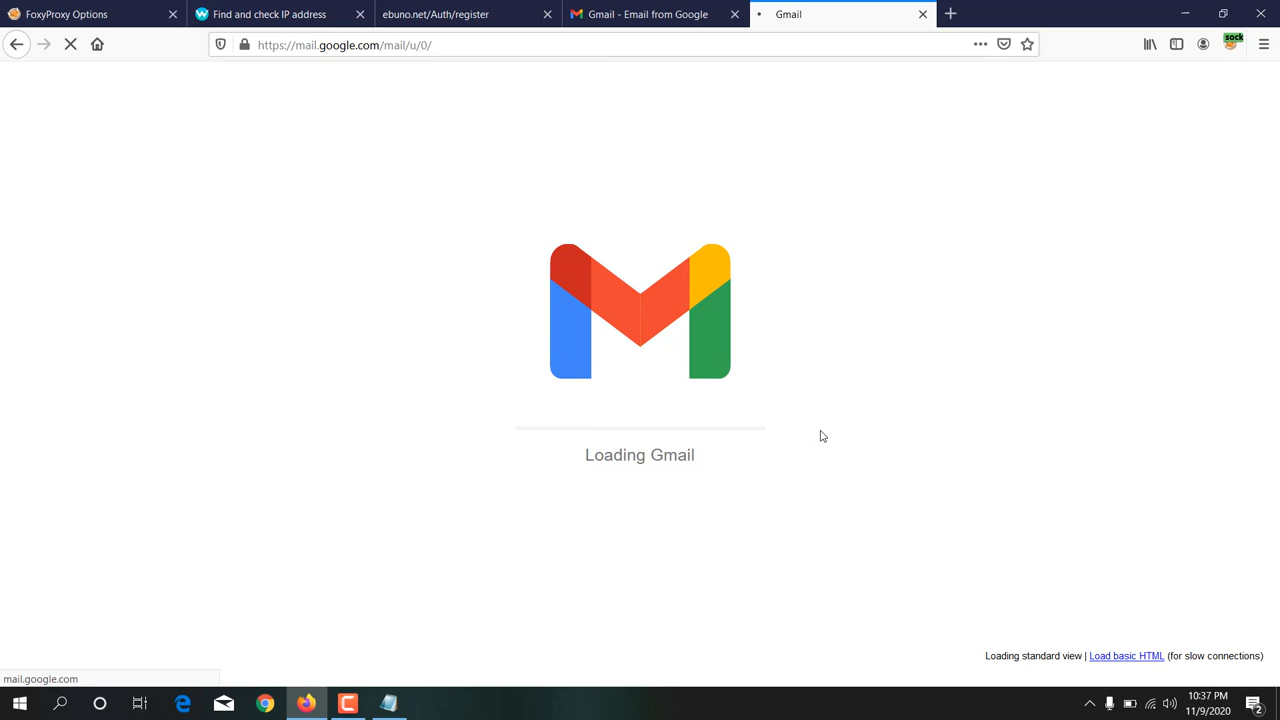 FoxyProxy Options
Find and check IP address
ebuno.net/Auth/register
Gmail - Email from Google
Gmail
https://mail.google.com/mail/u/0/
sock
Loading Gmail
Loading standard view | Load basic HTML (for slow connections)
mail.google.com
10:37 PM
11/9/2020
2